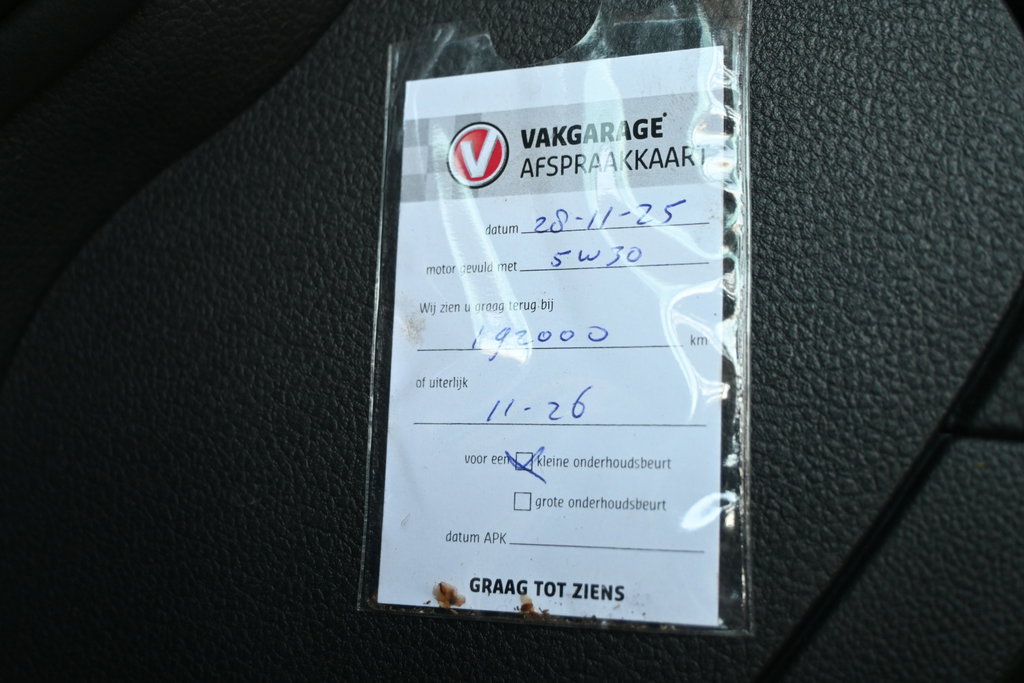 V VAKGARAGE
AFSPRAAKKAART
datum 28-11-25
motor gevuld met 5W30
Wij zien u graag terug bij
192000 km
of uiterlijk
11-26
voor een kleine onderhoudsbeurt
grote onderhoudsbeurt
datum APK
GRAAG TOT ZIENS